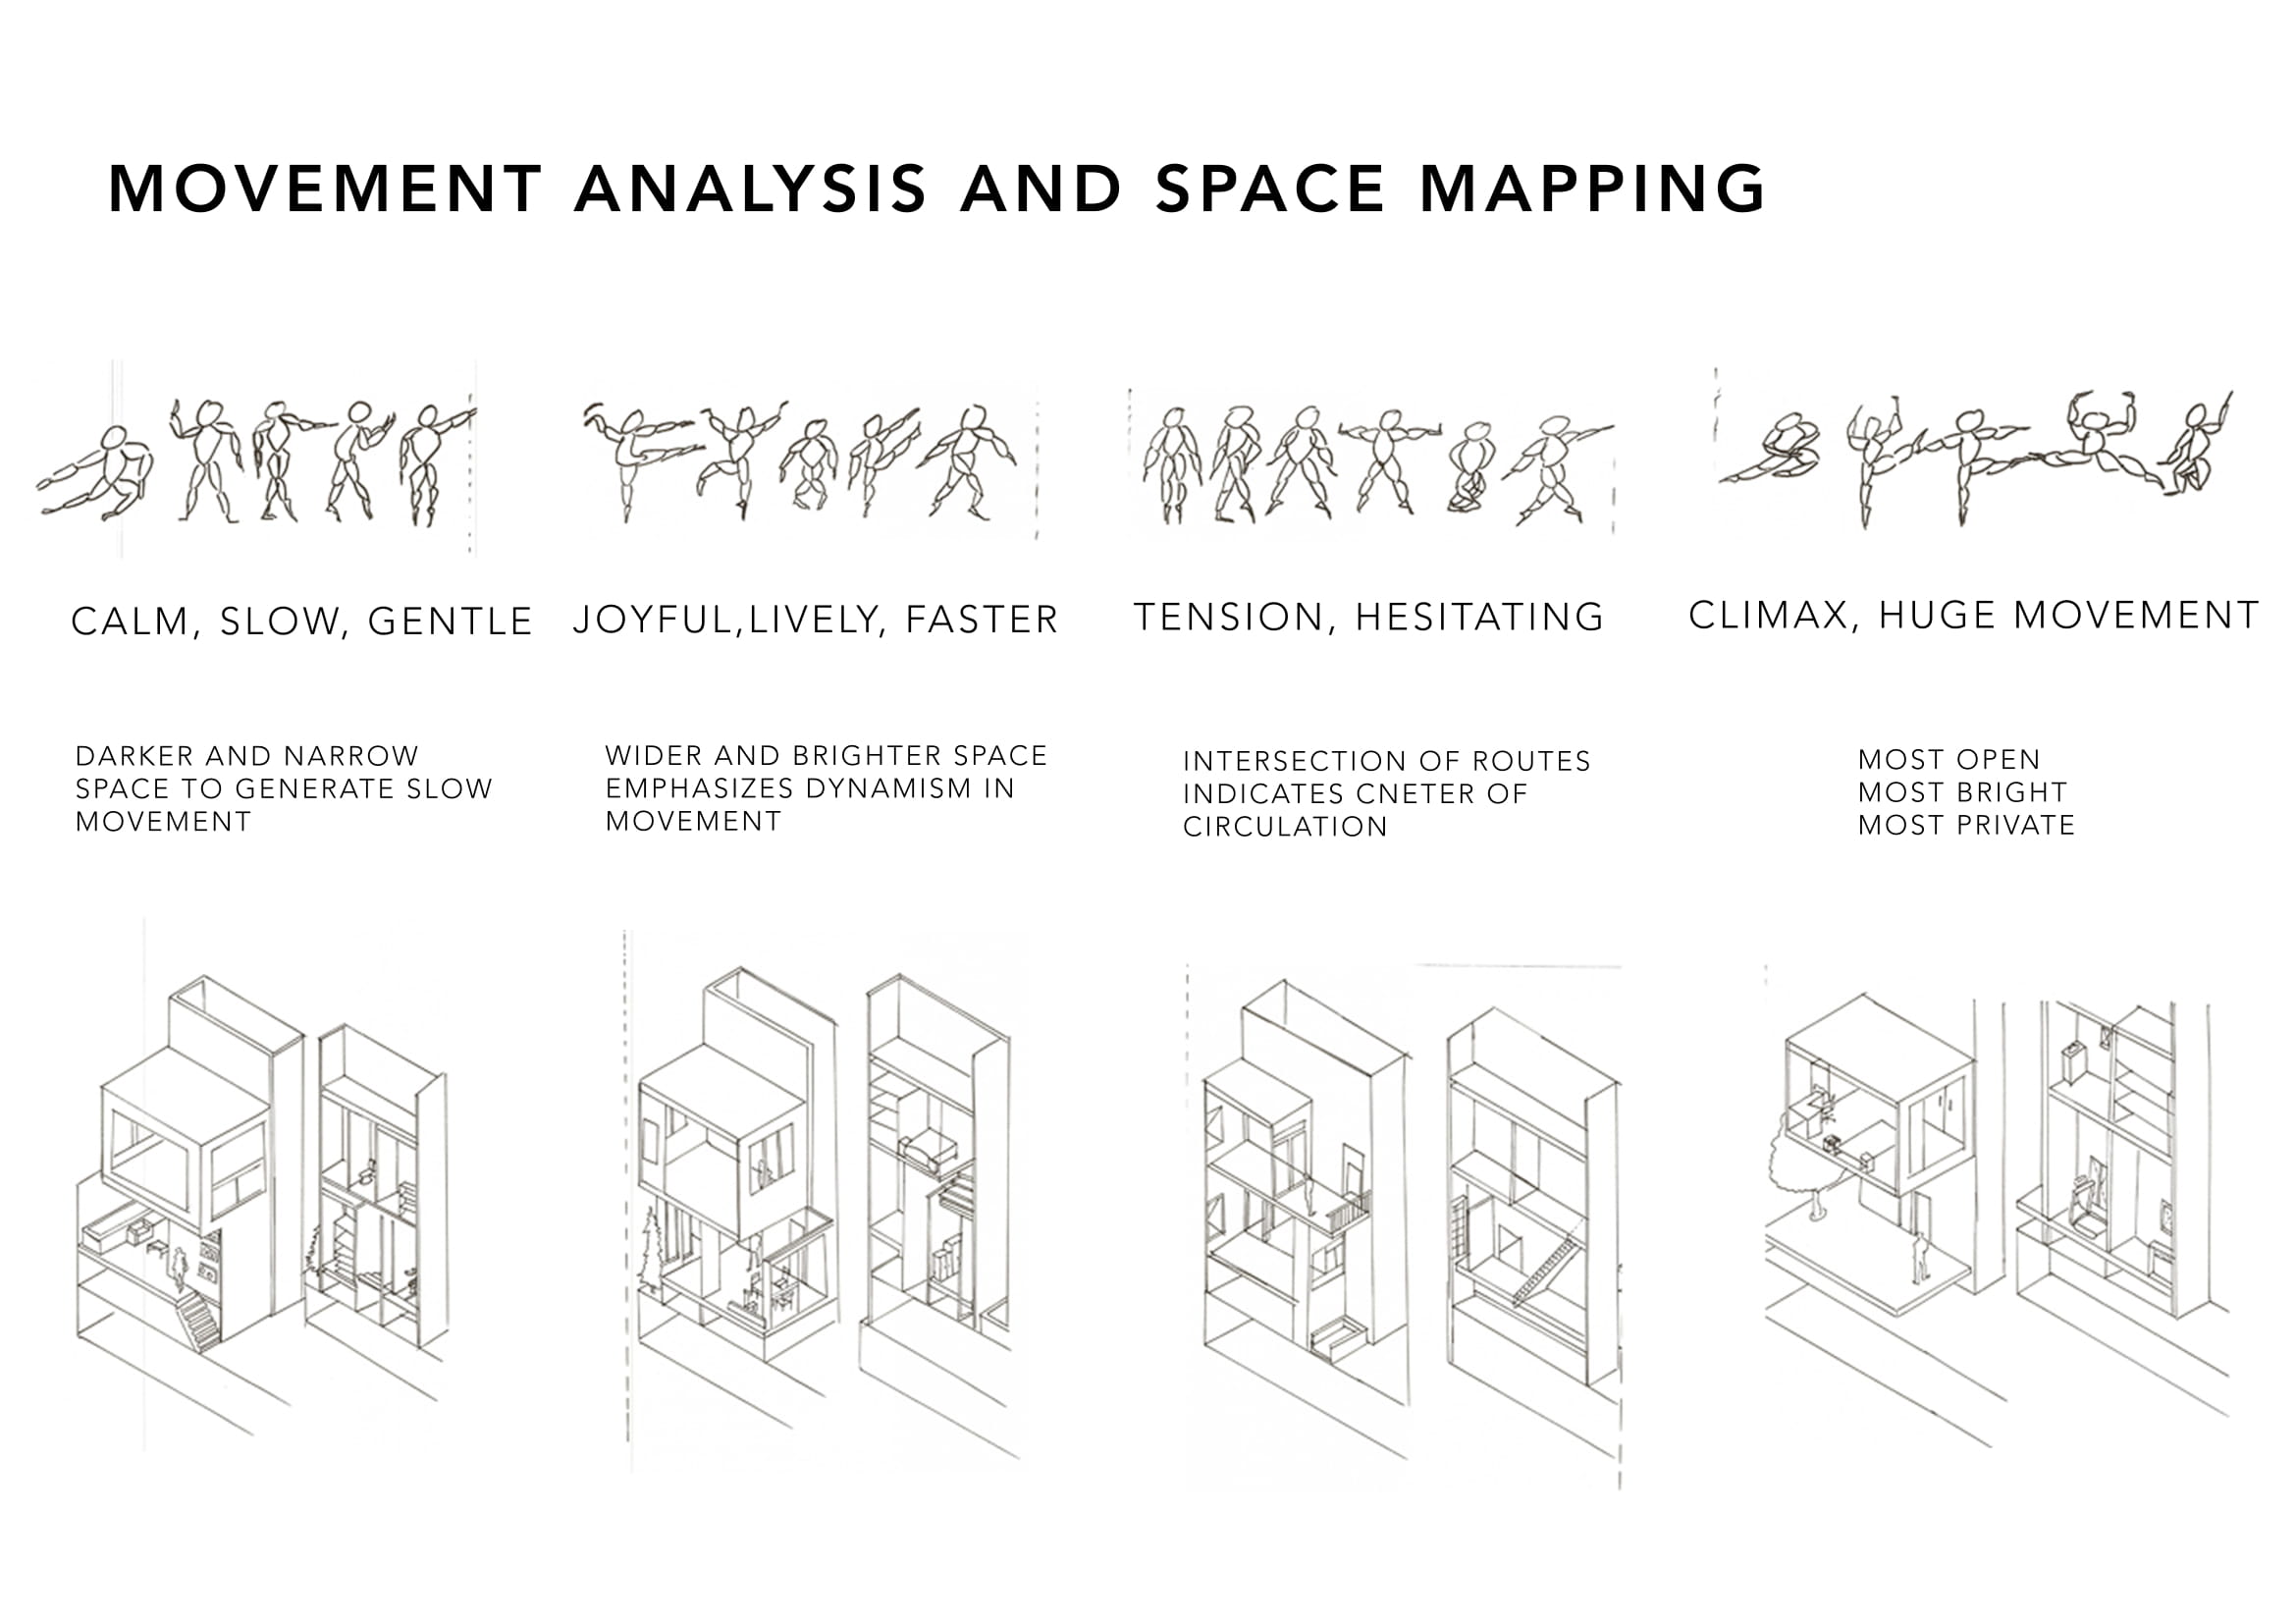 MOVEMENT ANALYSIS AND SPACE MAPPING
CALM, SLOW, GENTLE
JOYFUL,LIVELY, FASTER
TENSION, HESITATING
CLIMAX, HUGE MOVEMENT
DARKER AND NARROW
SPACE TO GENERATE SLOW
MOVEMENT
WIDER AND BRIGHTER SPACE
EMPHASIZES DYNAMISM IN
MOVEMENT
INTERSECTION OF ROUTES
INDICATES CNETER OF
CIRCULATION
MOST OPEN
MOST BRIGHT
MOST PRIVATE